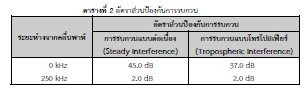 ตารางที่ 2 อัตราส่วนป้องกันการรบกวน
ระยะห่างจากคลื่นพาห์
อัตราส่วนป้องกันการรบกวน
การรบกวนแบบต่อเนื่อง
(Steady Interference)
การรบกวนแบบโทรโปสเฟียร์
(Tropospheric Interference)
0 kHz 45.0 dB 37.0 dB
250 kHz 2.0 dB 2.0 dB